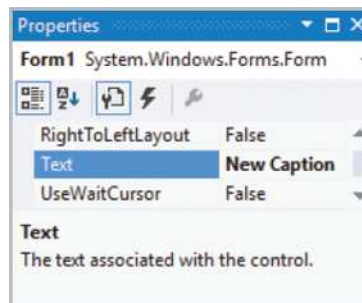 Properties
Form1 System.Windows.Forms.Form
RightToLeftLayout False
Text New Caption
UseWaitCursor False
Text
The text associated with the control.